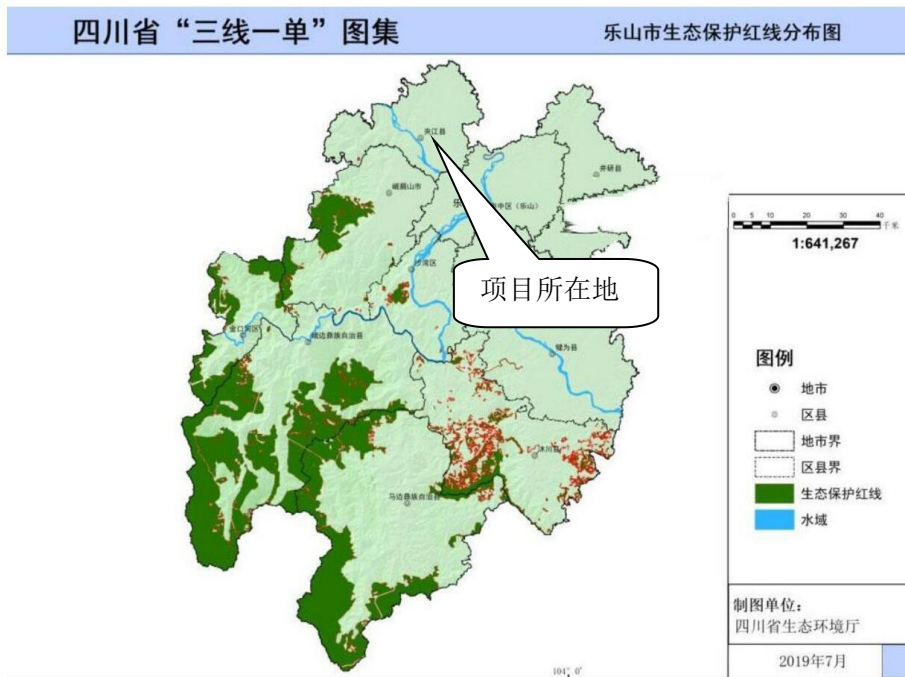 四川省“三线一单”图集
乐山市生态保护红线分布图
夹江县
峨眉山市
井研县
乐
市中区（乐山）
沙湾区
项目所在地
金口河区
峨边彝族自治县
犍为县
沐川县
马边彝族自治县
0 5 10 20 30 40
千米
1:641,267
图例
地市
区县
地市界
区县界
生态保护红线
水域
制图单位：
四川省生态环境厅
2019年7月
104°0′